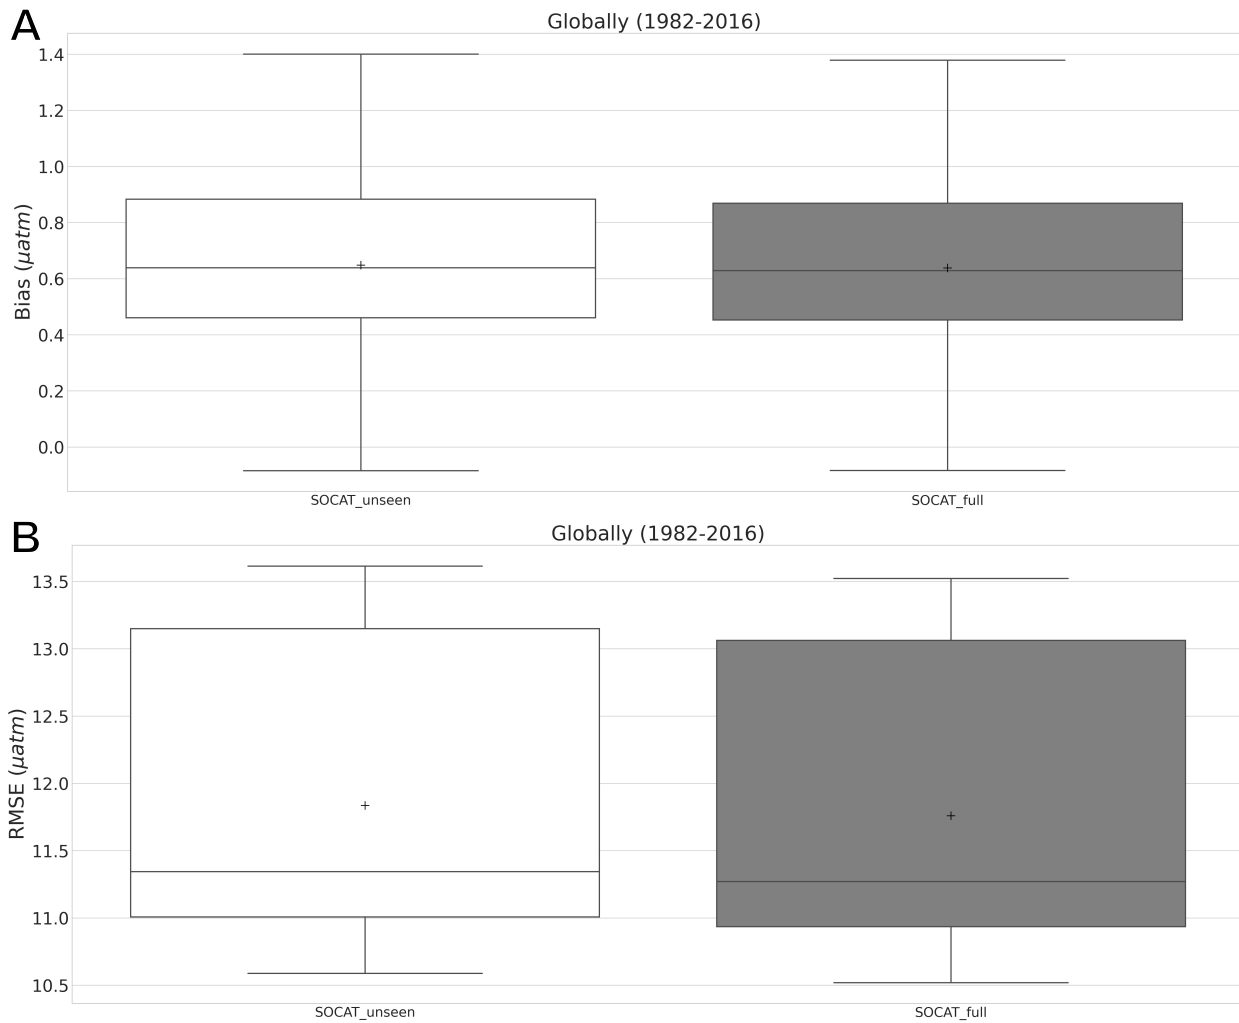 A
Globally (1982-2016)
1.4
1.2
1.0
0.8
0.6
0.4
0.2
0.0
Bias (μatm)
SOCAT_unseen
SOCAT_full
B
Globally (1982-2016)
13.5
13.0
12.5
12.0
11.5
11.0
10.5
RMSE (μatm)
SOCAT_unseen
SOCAT_full